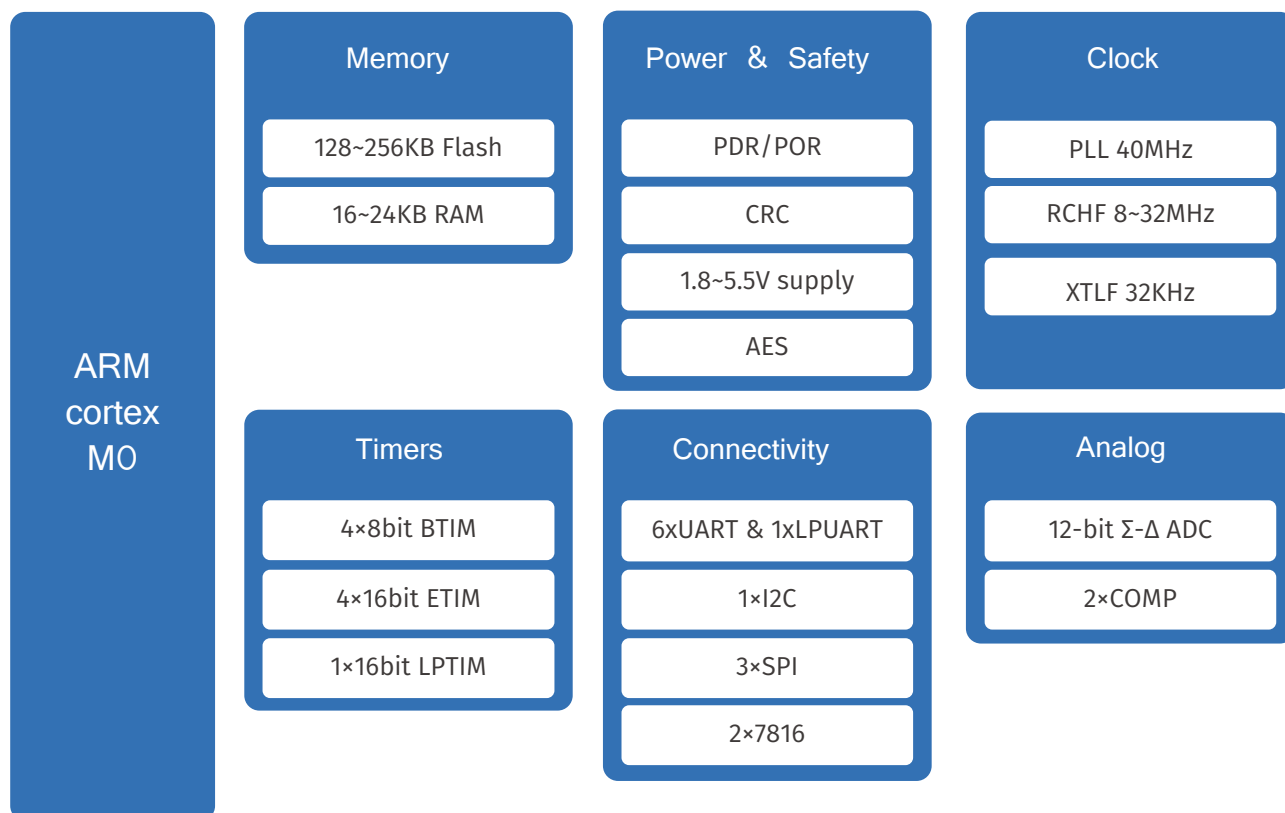 ARM
cortex
M0
Memory
128~256KB Flash
16~24KB RAM
Power & Safety
PDR/POR
CRC
1.8~5.5V supply
AES
Clock
PLL 40MHz
RCHF 8~32MHz
XTLF 32KHz
Timers
4×8bit BTIM
4×16bit ETIM
1×16bit LPTIM
Connectivity
6xUART & 1xLPUART
1×I2C
3×SPI
2×7816
Analog
12-bit Σ-Δ ADC
2×COMP